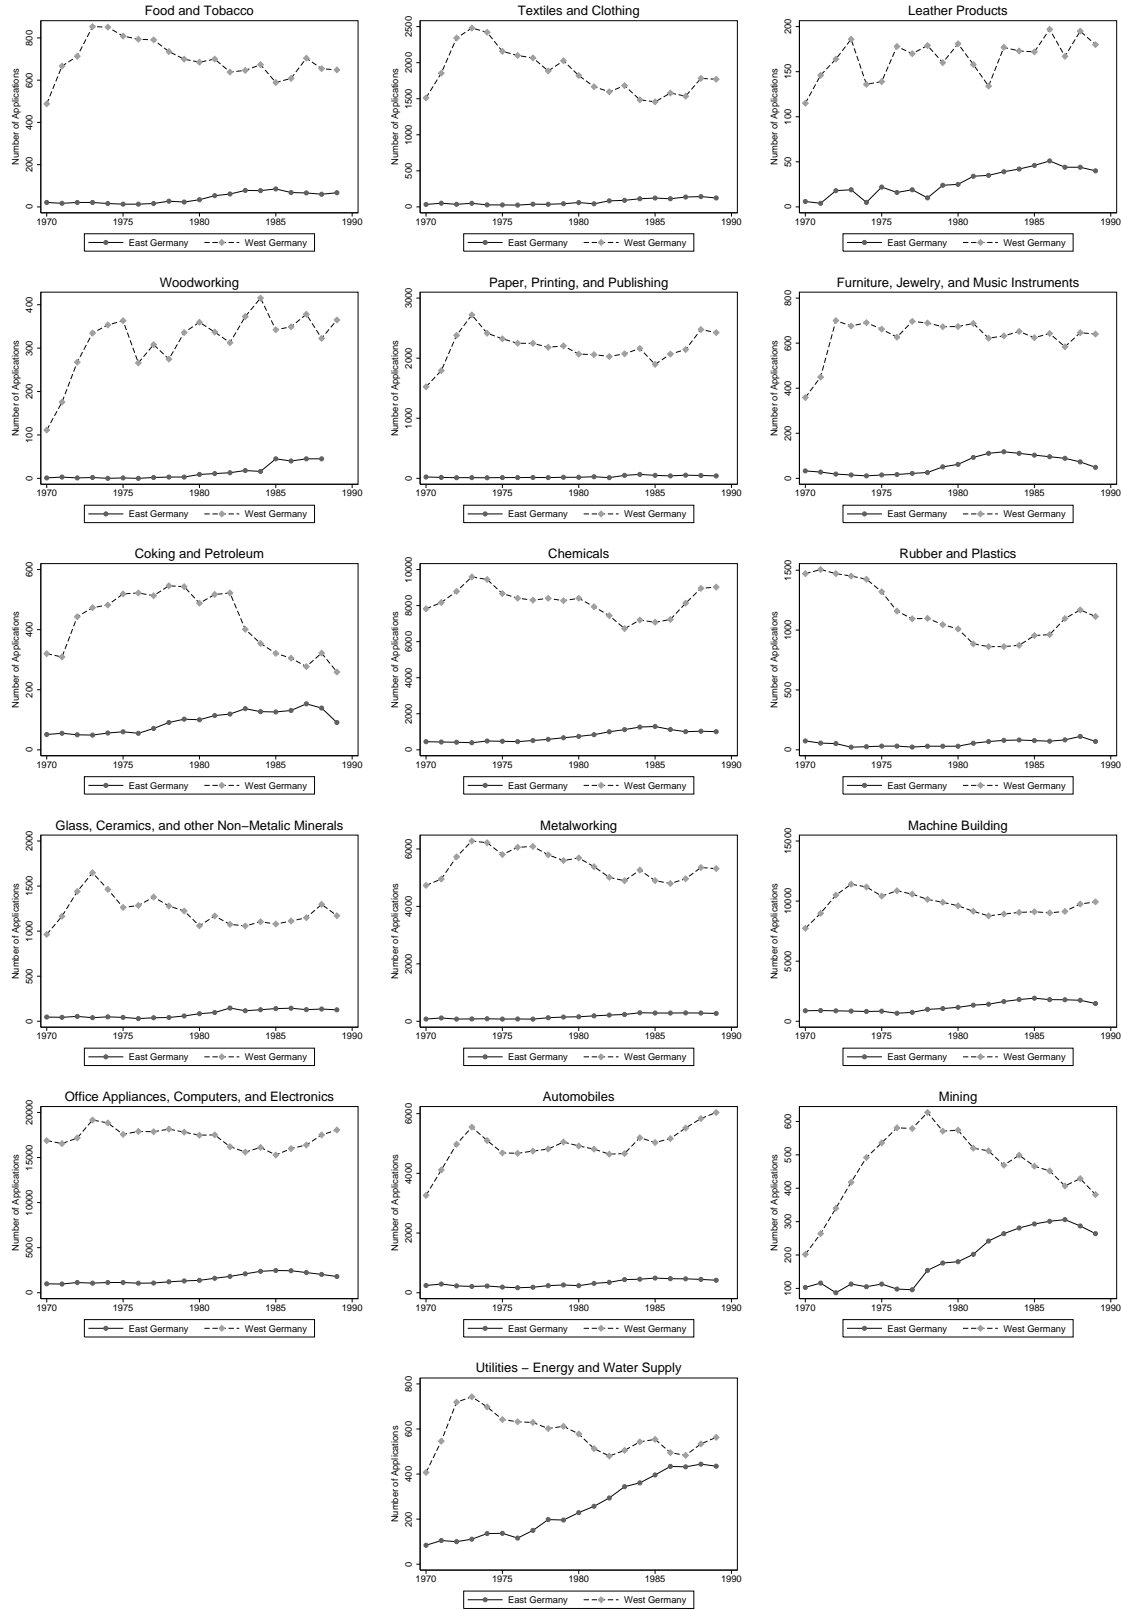 Food and Tobacco
Number of Applications
0 200 400 600 800
1970 1975 1980 1985 1990
East Germany West Germany
Textiles and Clothing
Number of Applications
0 500 1000 1500 2000 2500
1970 1975 1980 1985 1990
East Germany West Germany
Leather Products
Number of Applications
0 50 100 150 200
1970 1975 1980 1985 1990
East Germany West Germany
Woodworking
Number of Applications
0 100 200 300 400
1970 1975 1980 1985 1990
East Germany West Germany
Paper, Printing, and Publishing
Number of Applications
0 1000 2000 3000
1970 1975 1980 1985 1990
East Germany West Germany
Furniture, Jewelry, and Music Instruments
Number of Applications
0 200 400 600 800
1970 1975 1980 1985 1990
East Germany West Germany
Coking and Petroleum
Number of Applications
0 200 400 600
1970 1975 1980 1985 1990
East Germany West Germany
Chemicals
Number of Applications
0 2000 4000 6000 8000 10000
1970 1975 1980 1985 1990
East Germany West Germany
Rubber and Plastics
Number of Applications
0 500 1000 1500
1970 1975 1980 1985 1990
East Germany West Germany
Glass, Ceramics, and other Non−Metalic Minerals
Number of Applications
0 500 1000 1500 2000
1970 1975 1980 1985 1990
East Germany West Germany
Metalworking
Number of Applications
0 2000 4000 6000
1970 1975 1980 1985 1990
East Germany West Germany
Machine Building
Number of Applications
0 5000 10000 15000
1970 1975 1980 1985 1990
East Germany West Germany
Office Appliances, Computers, and Electronics
Number of Applications
0 5000 10000 15000 20000
1970 1975 1980 1985 1990
East Germany West Germany
Automobiles
Number of Applications
0 2000 4000 6000
1970 1975 1980 1985 1990
East Germany West Germany
Mining
Number of Applications
100 200 300 400 500 600
1970 1975 1980 1985 1990
East Germany West Germany
Utilities − Energy and Water Supply
Number of Applications
0 200 400 600 800
1970 1975 1980 1985 1990
East Germany West Germany